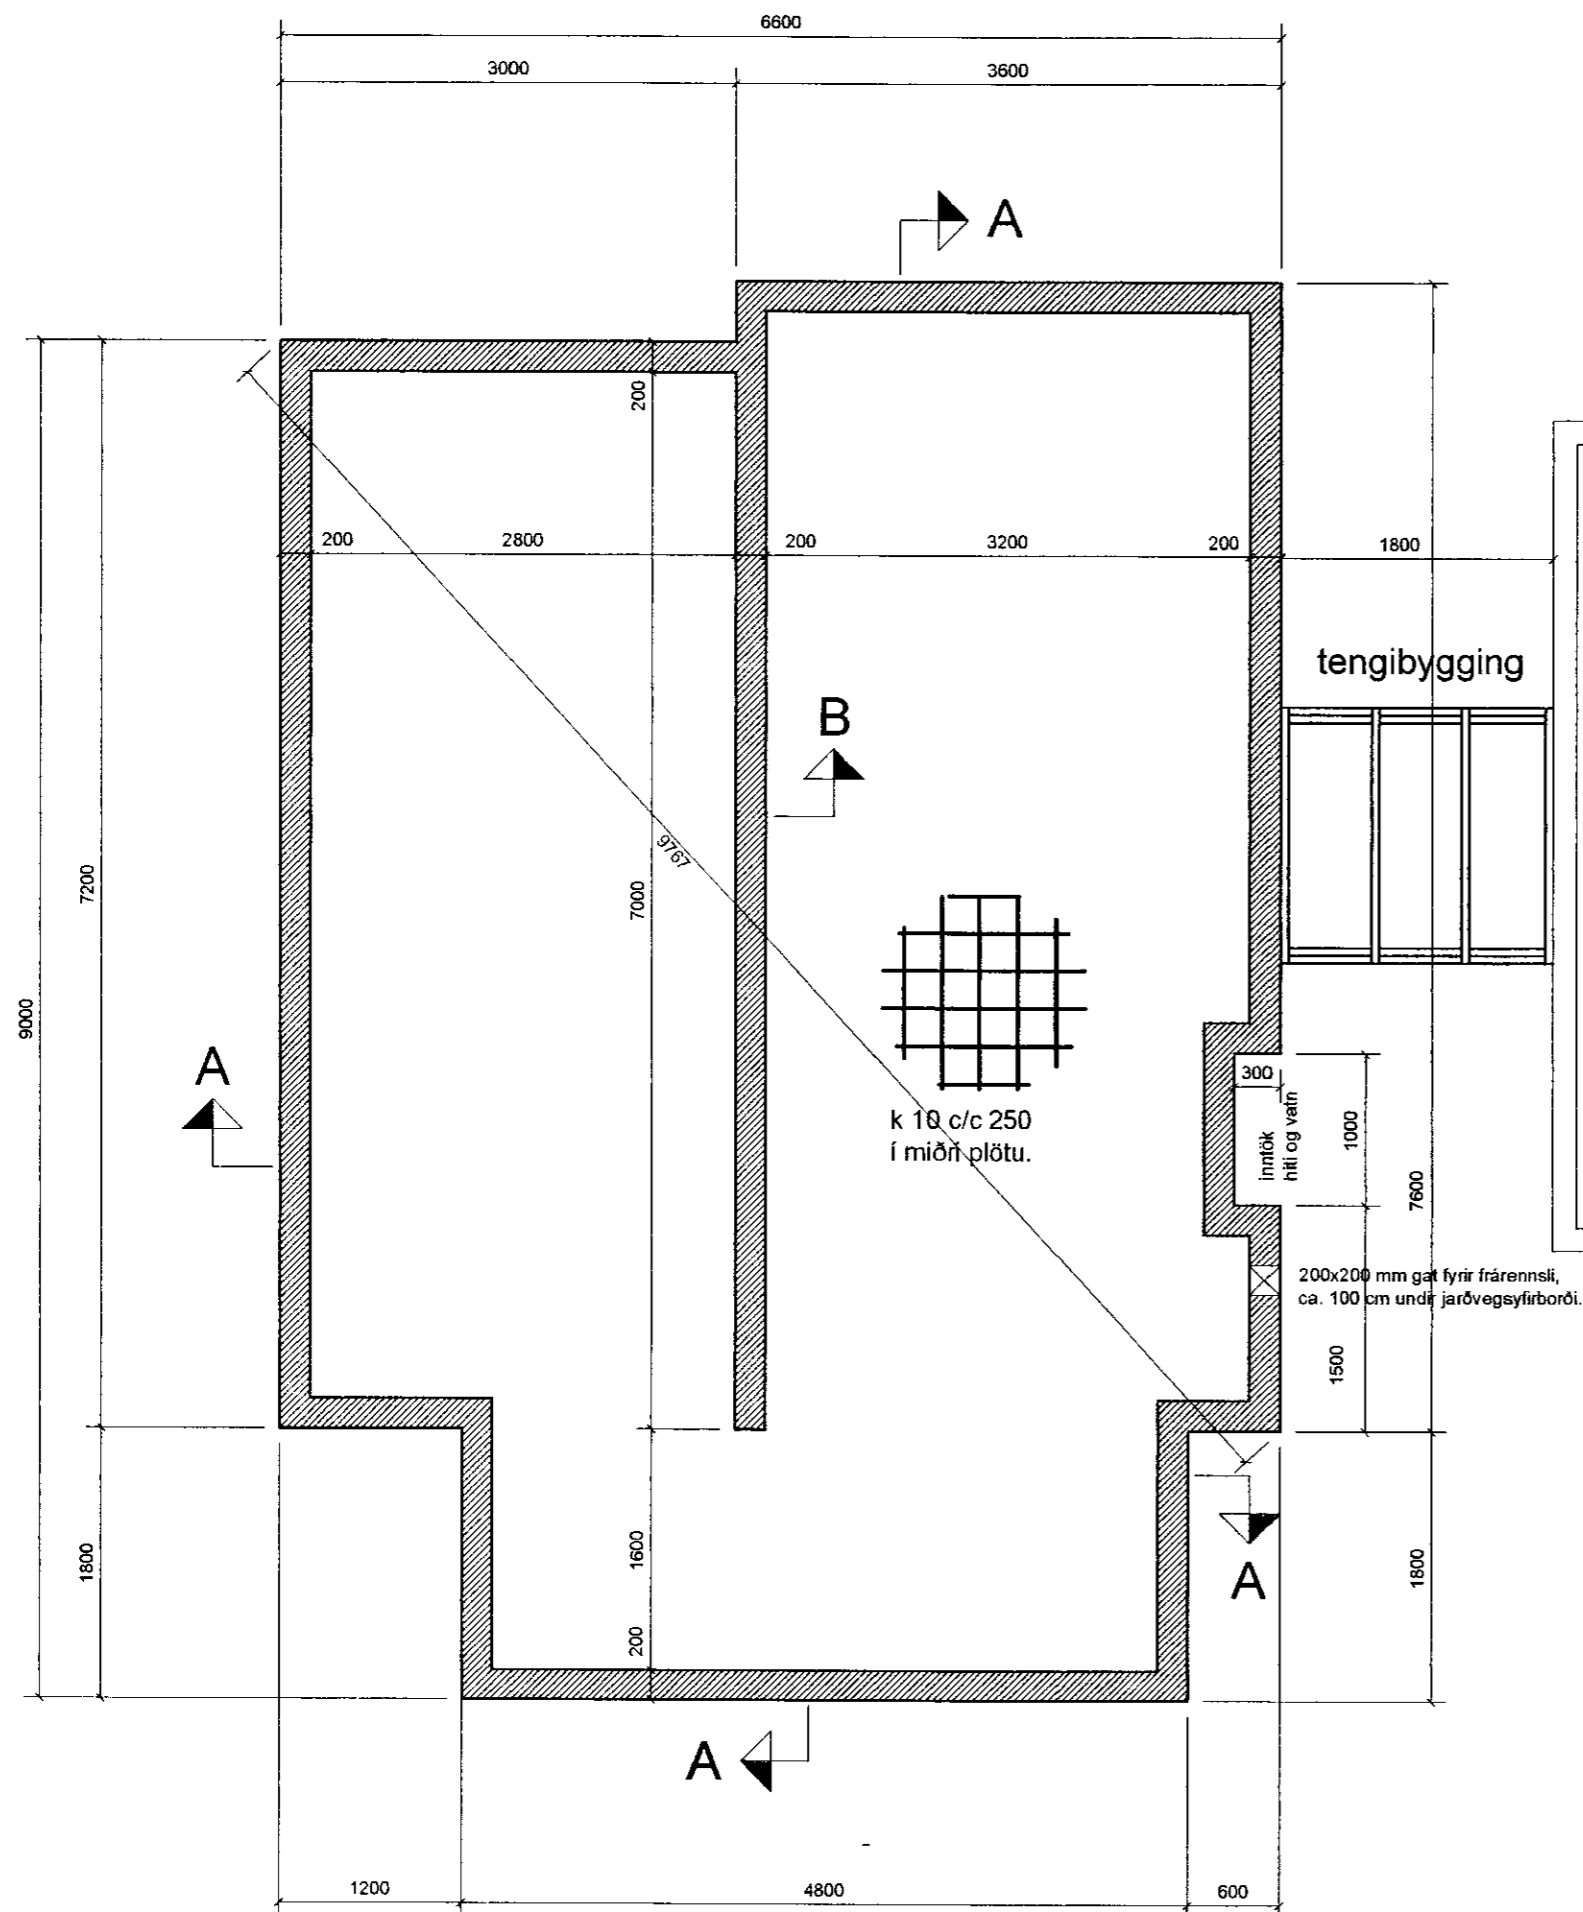 6600
3000
3600
A
200
200
2800
200
3200
200
1800
tengibygging
B
9767
7200
7000
9000
A
k 10 c/c 250
í miðri plötu.
300
inntök
hiti og vatn
1000
7600
200x200 mm gat fyrir frárennsli,
ca. 100 cm undir jarðvegsyfirborði.
1500
1800
1600
200
A
1800
A
1200
4800
600